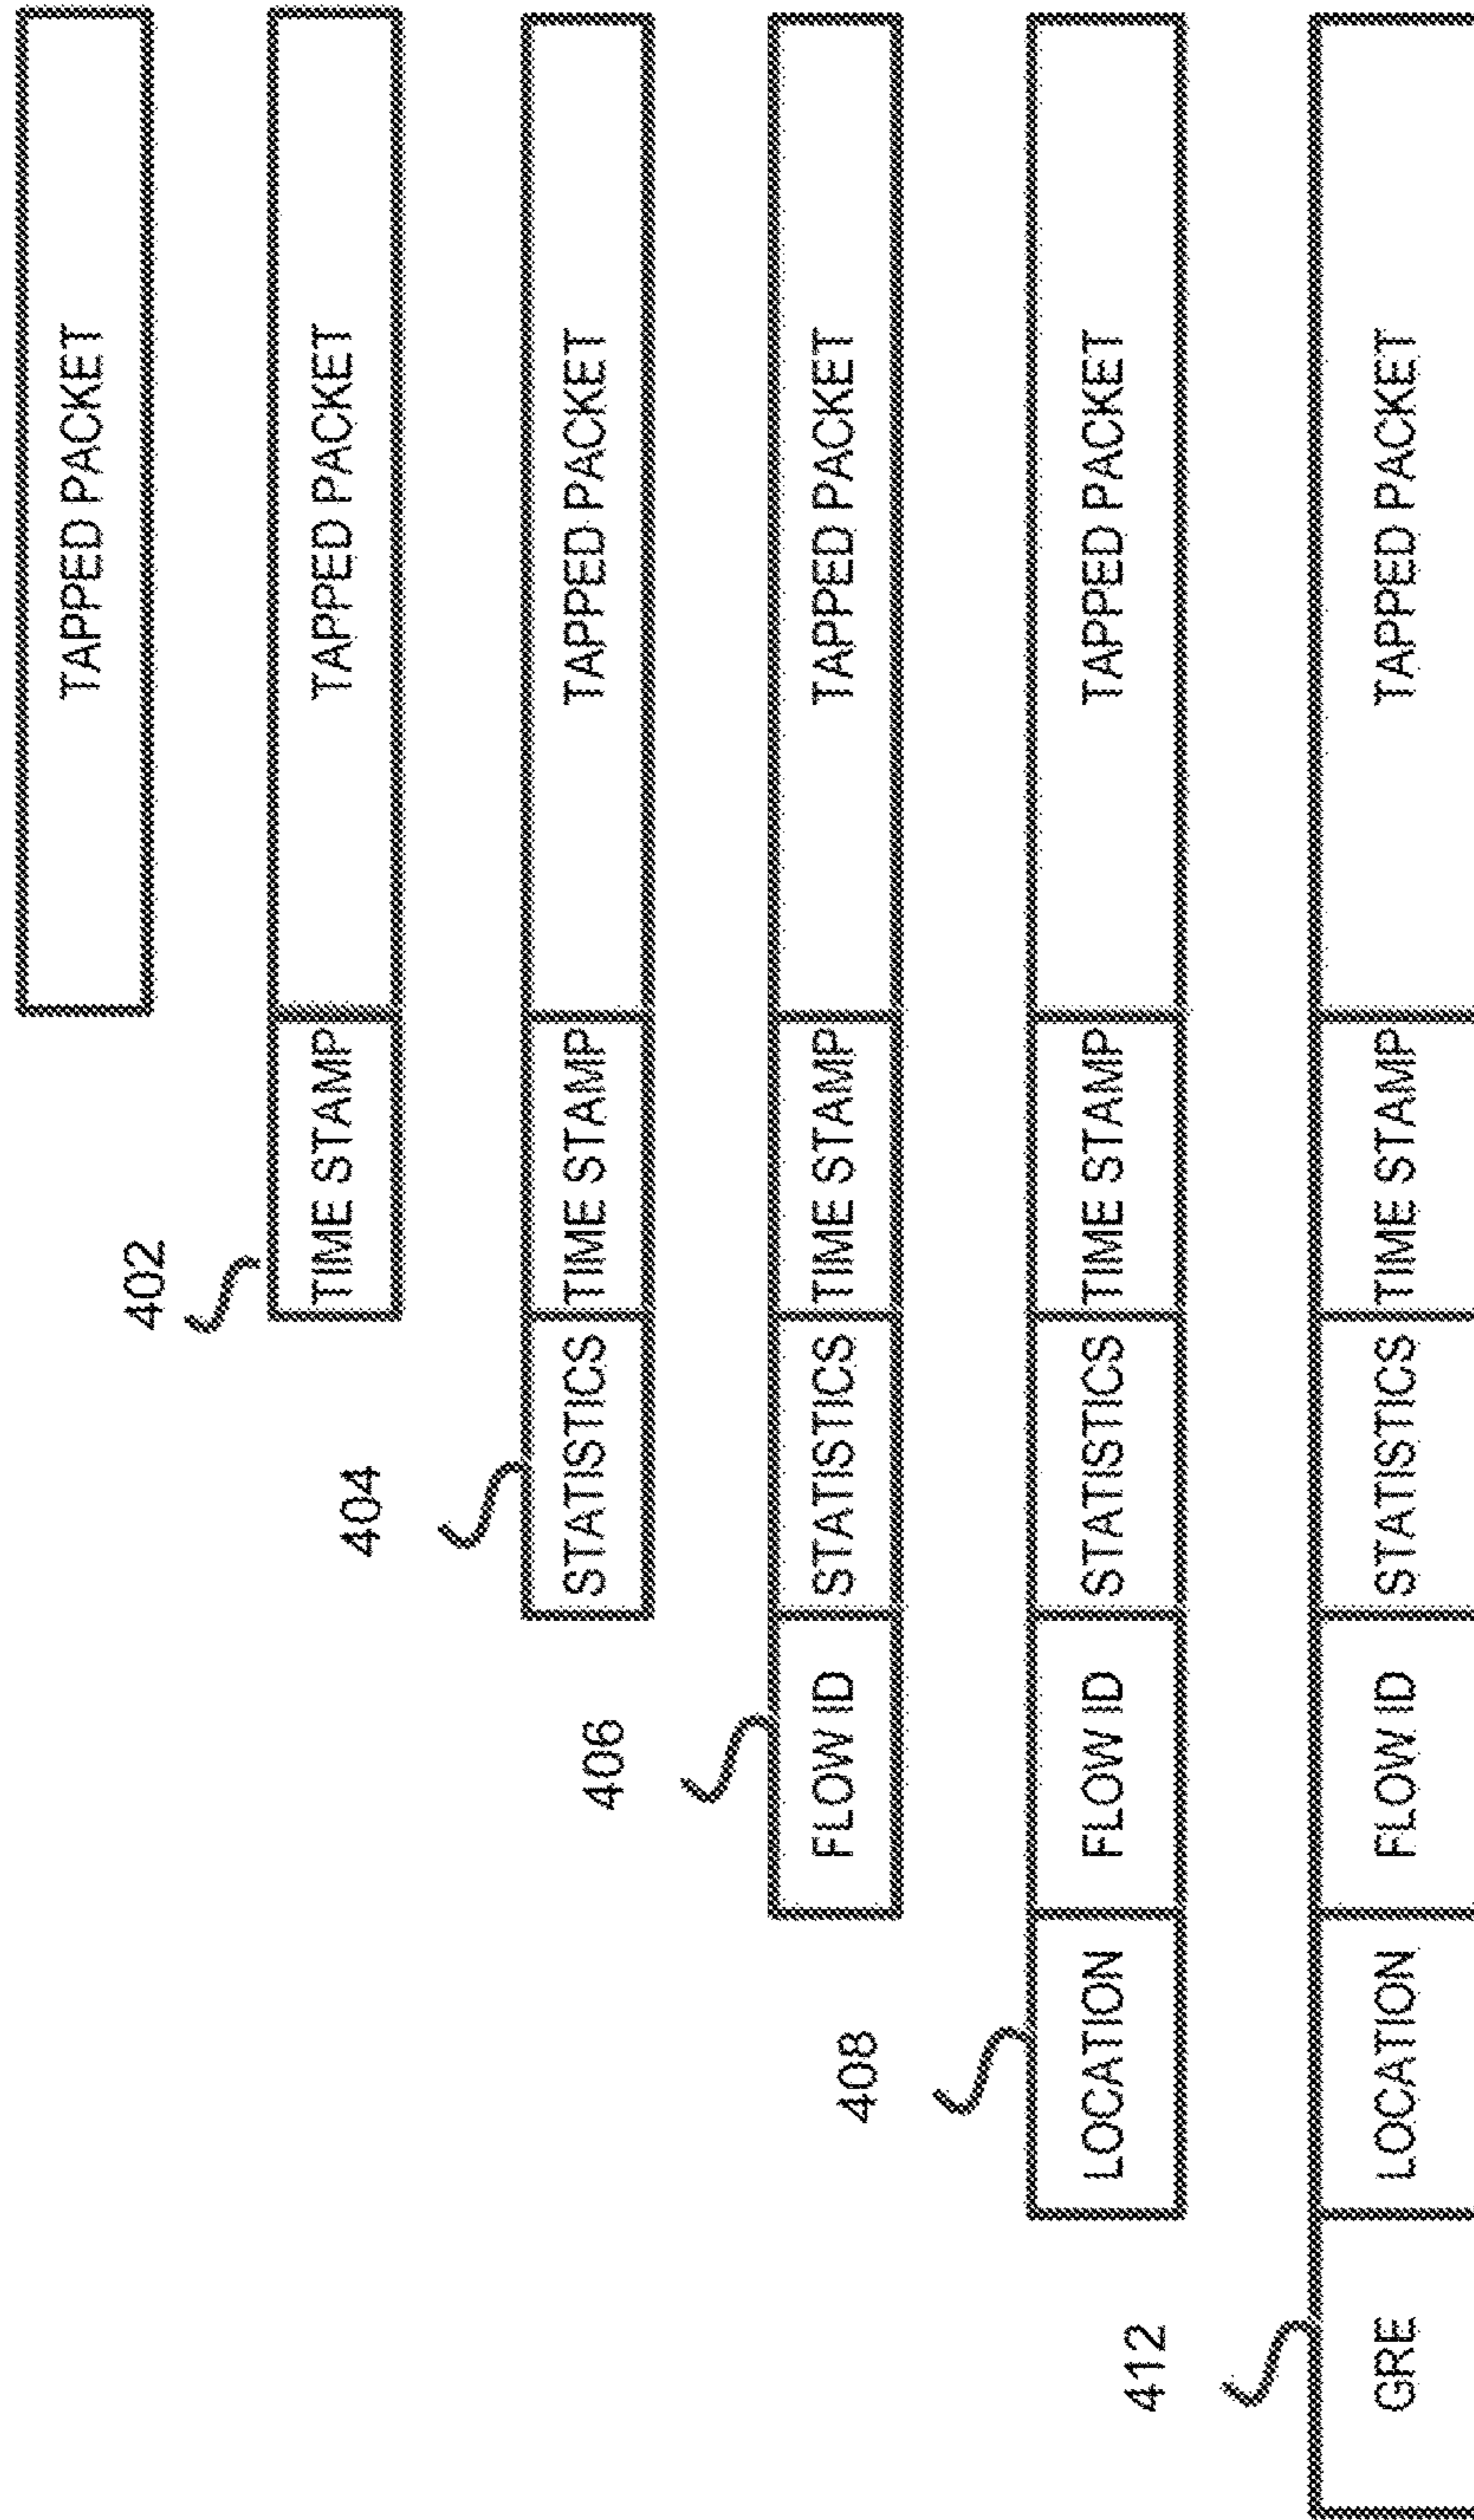 TAPPED PACKET
402
TIME STAMP TAPPED PACKET
404
STATISTICS TIME STAMP TAPPED PACKET
406
FLOW ID STATISTICS TIME STAMP TAPPED PACKET
408
LOCATION FLOW ID STATISTICS TIME STAMP TAPPED PACKET
412
GRE LOCATION FLOW ID STATISTICS TIME STAMP TAPPED PACKET